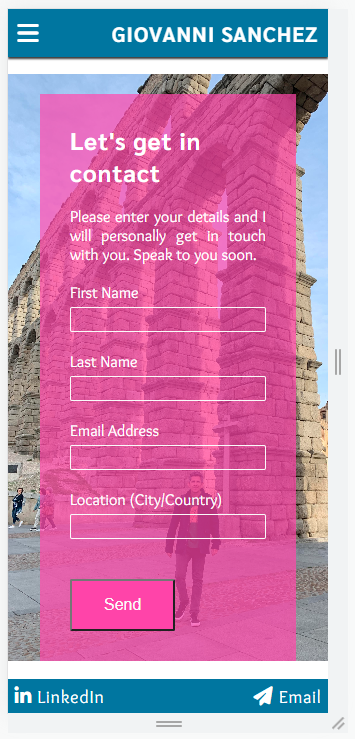 GIOVANNI SANCHEZ
Let's get in
contact
Please enter your details and I
will personally get in touch
with you. Speak to you soon.
First Name
Last Name
Email Address
Location (City/Country)
Send
LinkedIn Email